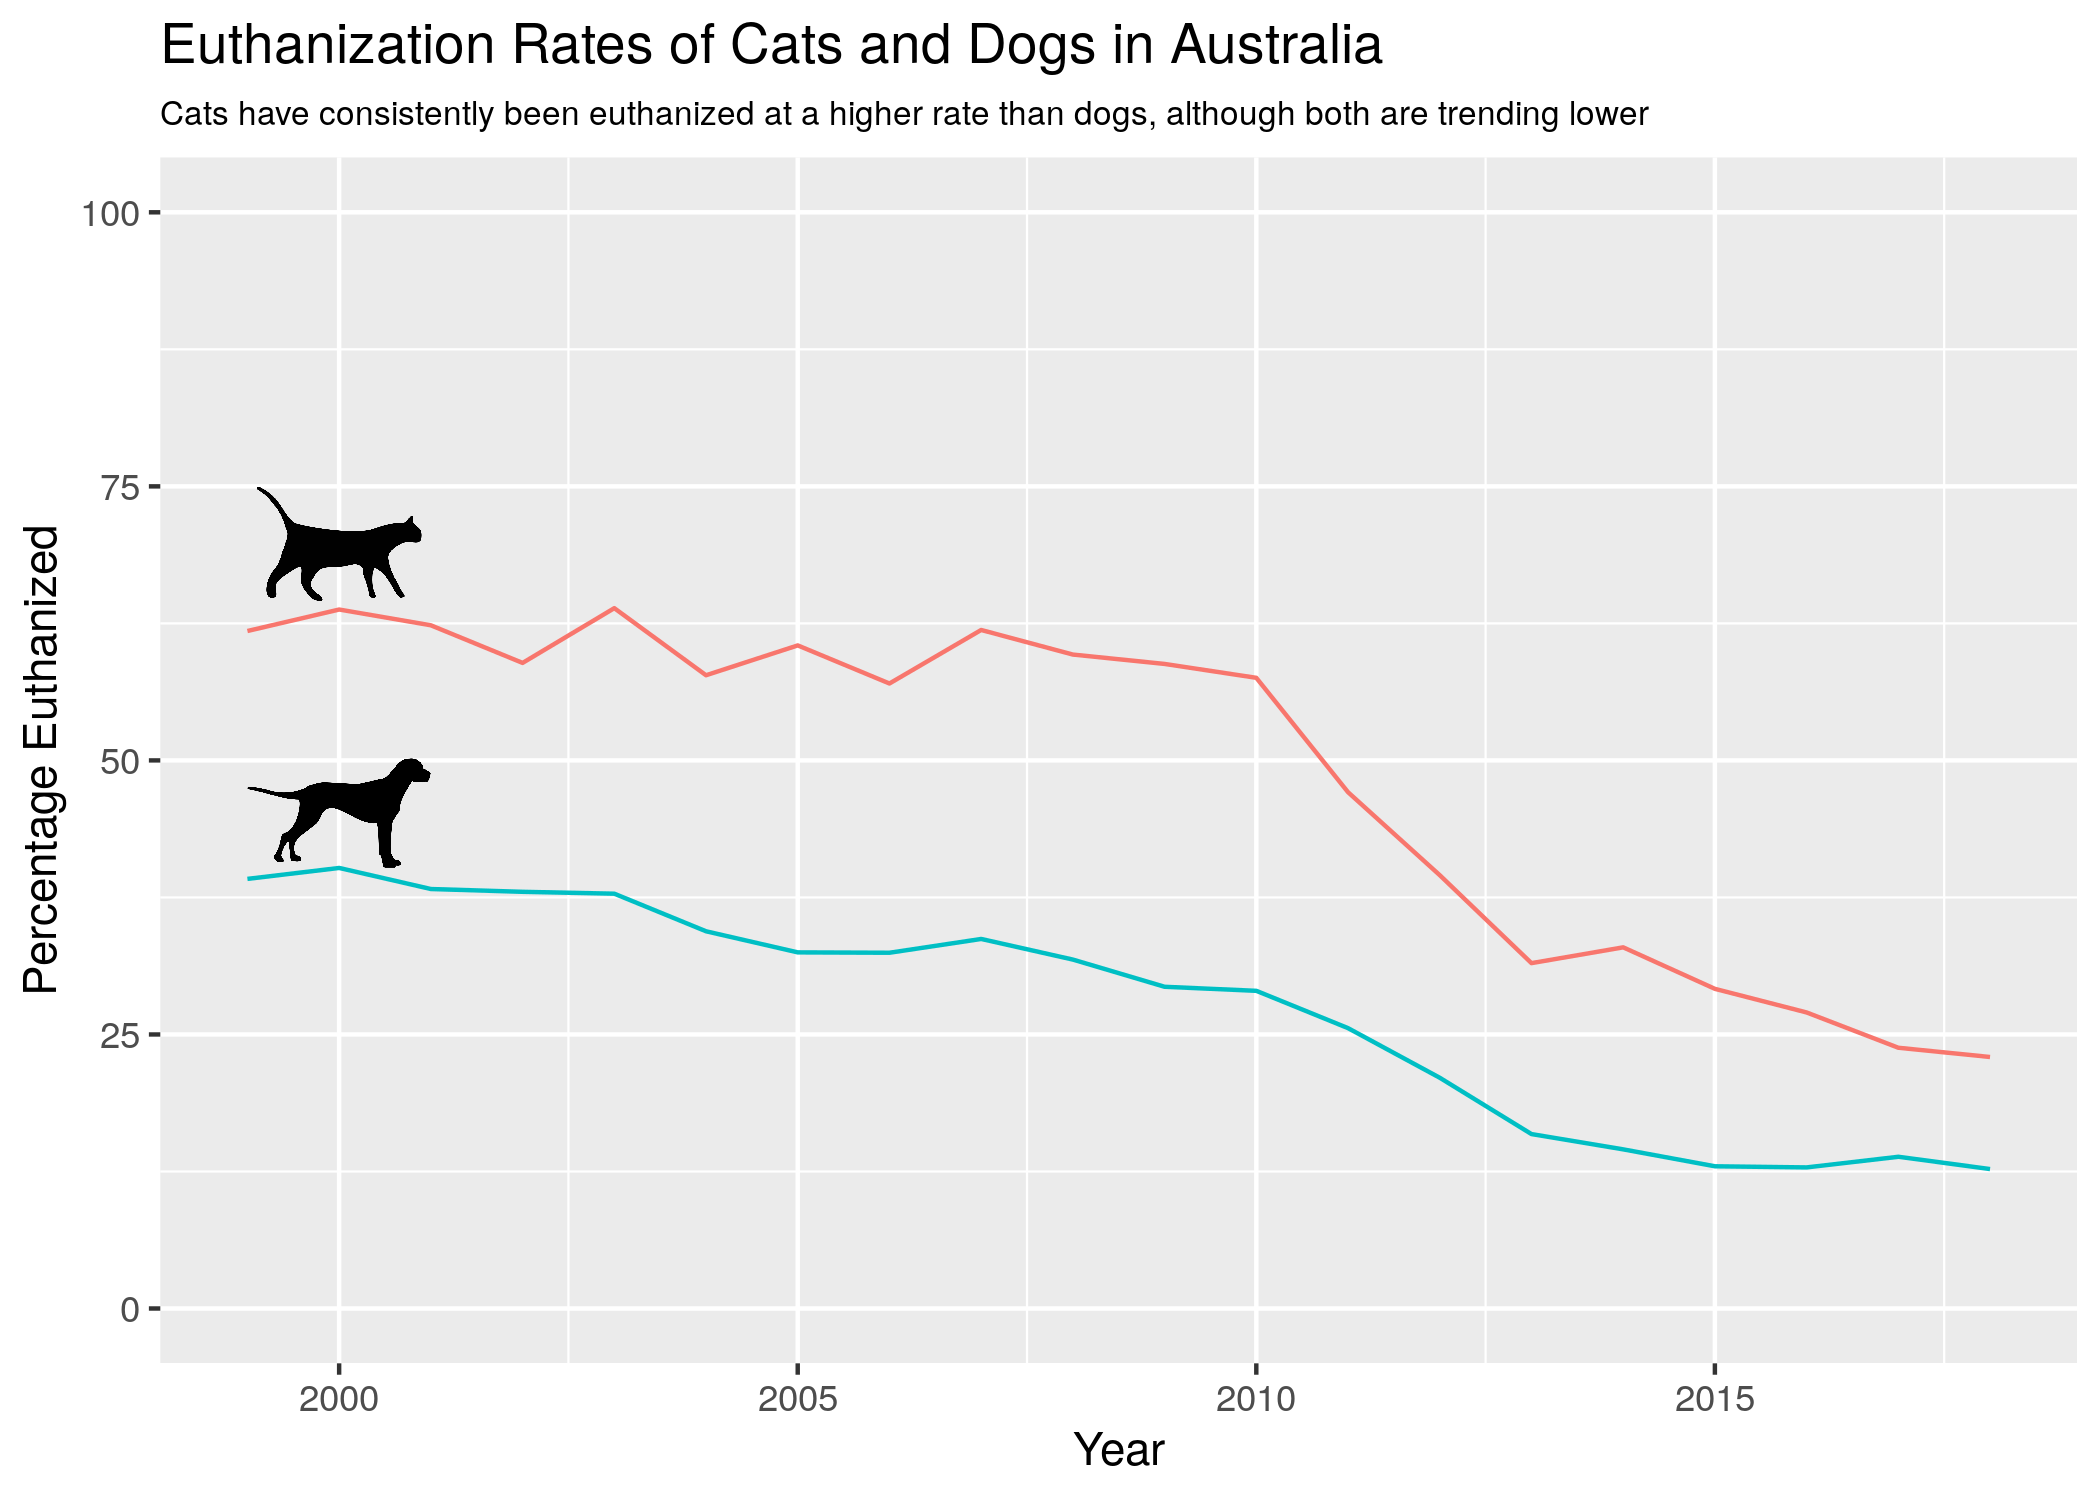 Euthanization Rates of Cats and Dogs in Australia
Cats have consistently been euthanized at a higher rate than dogs, although both are trending lower
Percentage Euthanized
100
75
50
25
0
2000 2005 2010 2015
Year